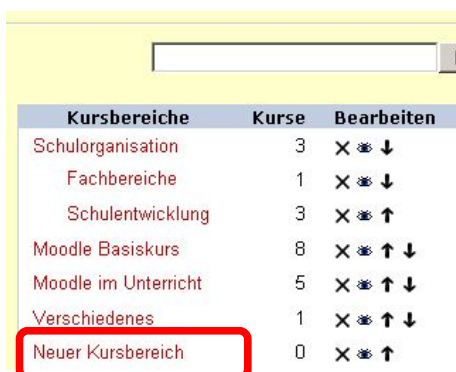 Kursbereiche Kurse Bearbeiten
Schulorganisation 3
Fachbereiche 1
Schulentwicklung 3
Moodle Basiskurs 8
Moodle im Unterricht 5
Verschiedenes 1
Neuer Kursbereich 0